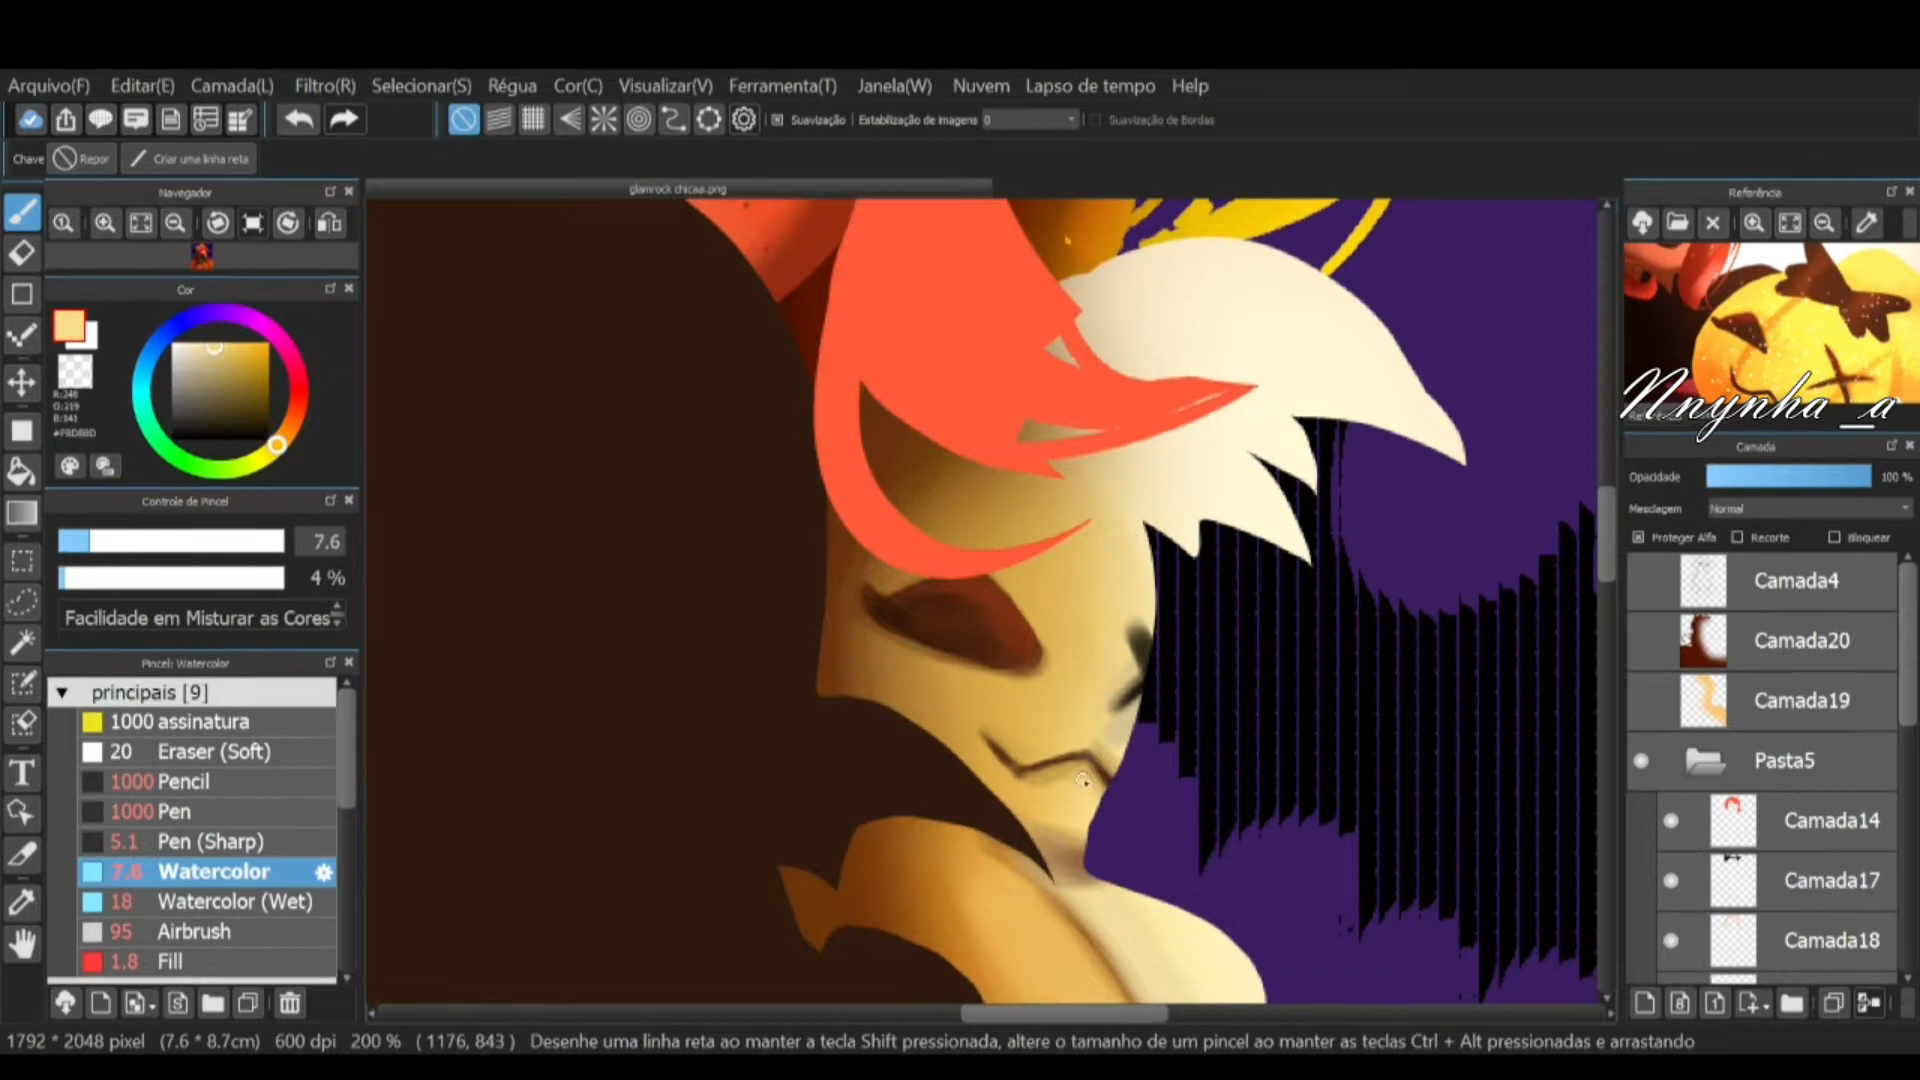 Arquivo(F) Editar(E) Camada(L) Filtro(R) Selecionar(S) Régua Cor(C) Visualizar(V) Ferramenta(T) Janela(W) Nuvem Lapso de tempo Help
Suavização Estabilização de imagens 0 Suavização de Bordas
Chave Repor Criar uma linha reta
Navegador
glamrock chicaa.png
Referência
Cor
R:246
G:219
B:141
#F6DB8D
Nnynha_a
Camada
Opacidade 100 %
Mesclagem Normal
Proteger Alfa Recorte Bloquear
Controle de Pincel
7.6
4 %
Facilidade em Misturar as Cores
Pincel: Watercolor
principais [9]
1000 assinatura
20 Eraser (Soft)
1000 Pencil
1000 Pen
5.1 Pen (Sharp)
7.6 Watercolor
18 Watercolor (Wet)
95 Airbrush
1.8 Fill
Camada4
Camada20
Camada19
Pasta5
Camada14
Camada17
Camada18
1792 * 2048 pixel (7.6 * 8.7cm) 600 dpi 200 % ( 1176, 843 ) Desenhe uma linha reta ao manter a tecla Shift pressionada, altere o tamanho de um pincel ao manter as teclas Ctrl + Alt pressionadas e arrastando